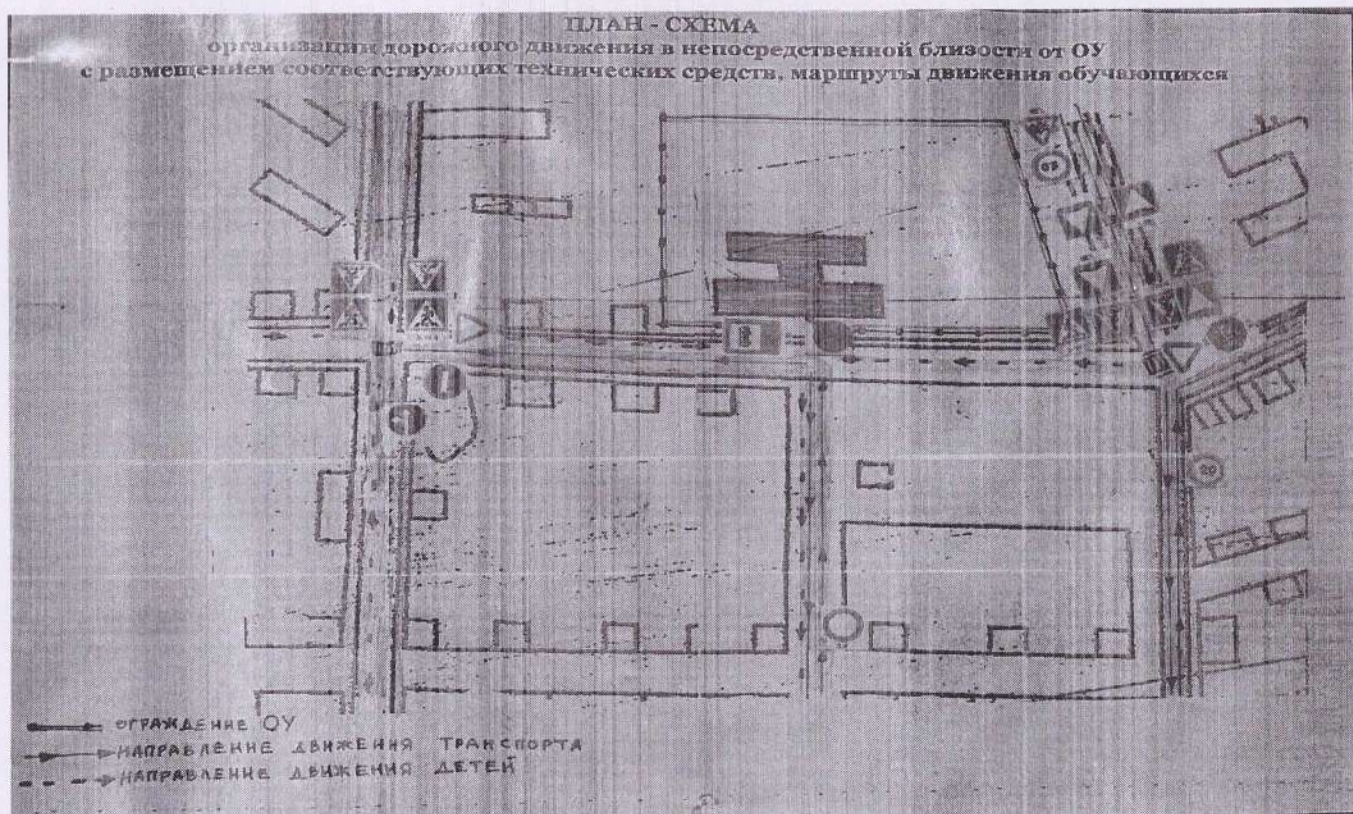 ПЛАН - СХЕМА
организации дорожного движения в непосредственной близости от ОУ
с размещением соответствующих технических средств, маршруты движения обучающихся
ОГРАЖДЕНИЕ ОУ
НАПРАВЛЕНИЕ ДВИЖЕНИЯ ТРАНСПОРТА
НАПРАВЛЕНИЕ ДВИЖЕНИЯ ДЕТЕЙ